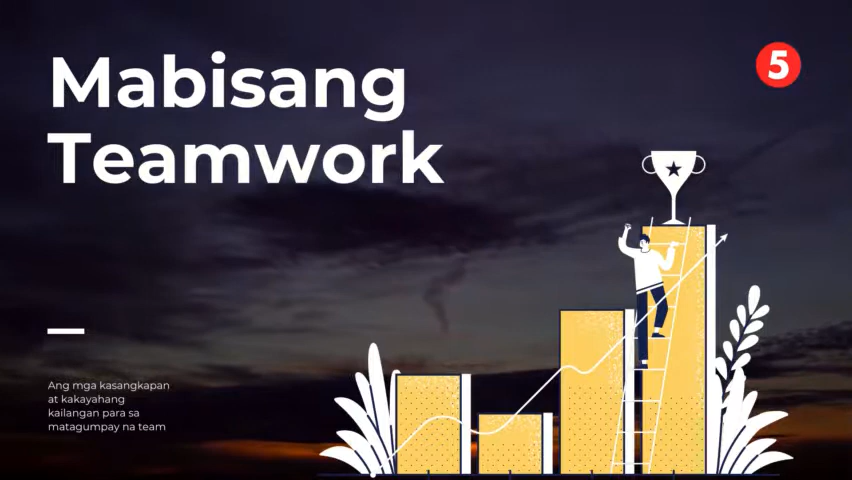 Mabisang
Teamwork
5
Ang mga kasangkapan
at kakayahang
kailangan para sa
matagumpay na team